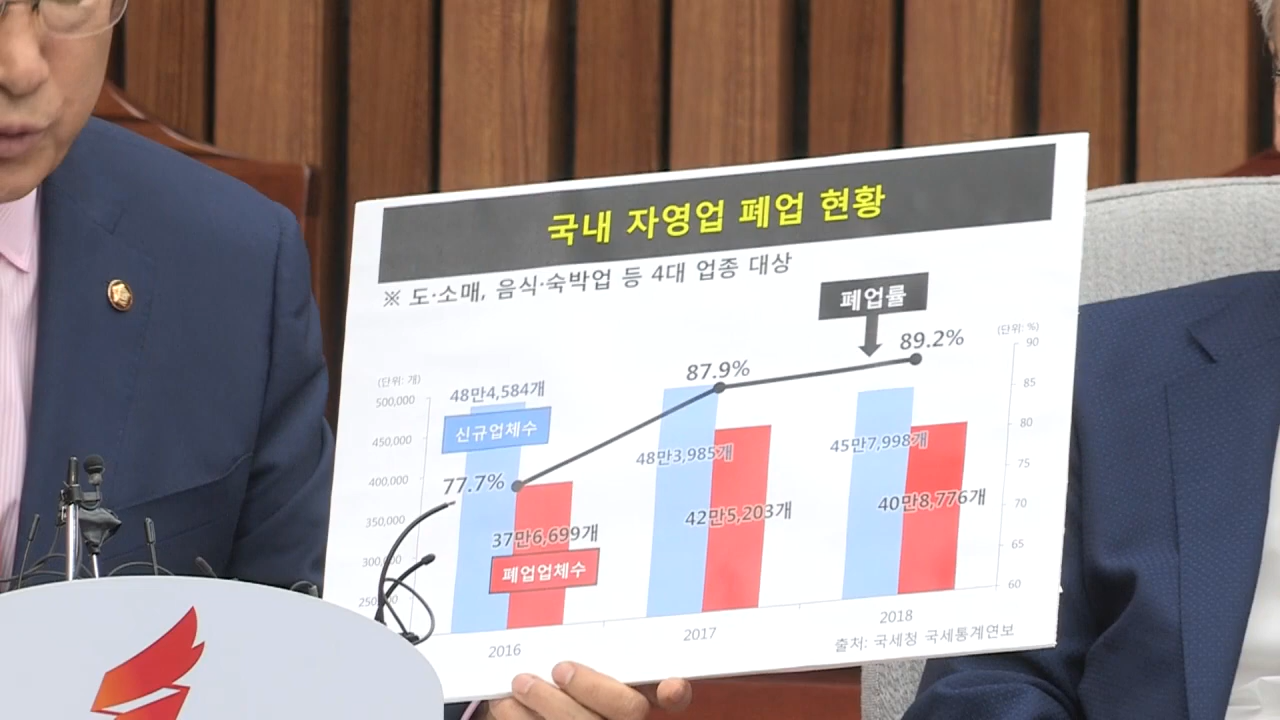 국내 자영업 폐업 현황
※ 도·소매, 음식·숙박업 등 4대 업종 대상
폐업률
(단위: 개)
(단위: %)
500,000
450,000
400,000
350,000
300,000
90
85
80
75
70
65
60
48만4,584개
신규업체수
77.7%
37만6,699개
폐업업체수
87.9%
48만3,985개
42만5,203개
89.2%
45만7,998개
40만8,776개
2016
2017
2018
출처: 국세청 국세통계연보